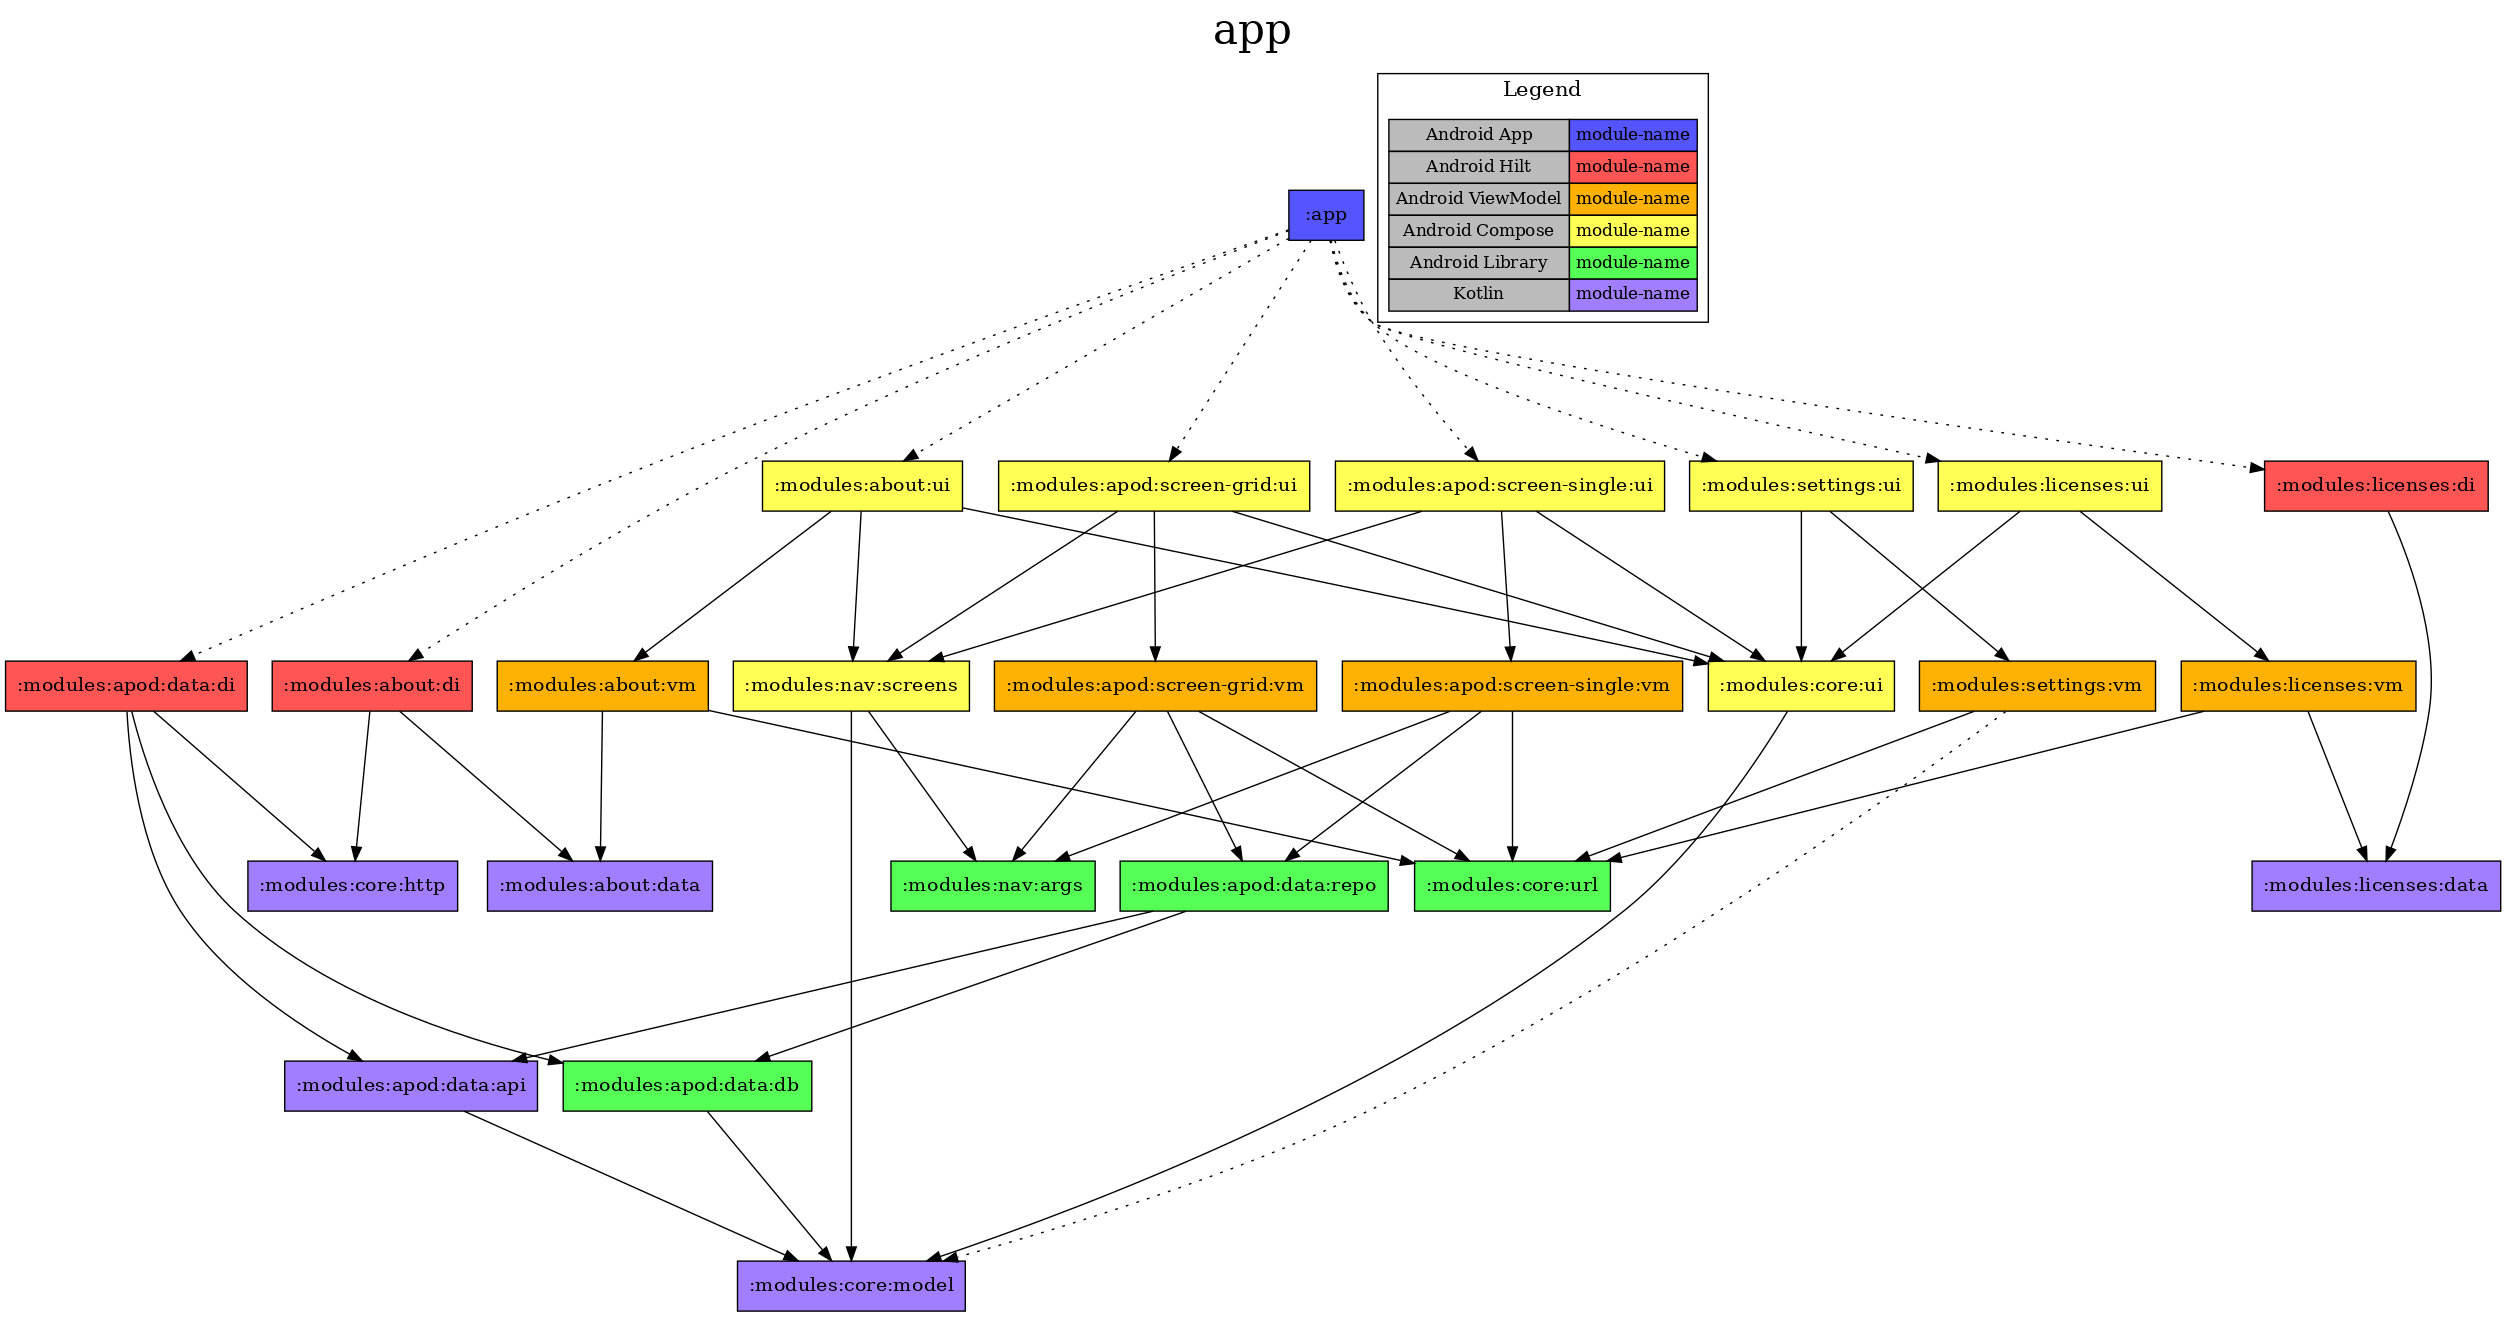 app
Legend
Android App module-name
Android Hilt module-name
Android ViewModel module-name
Android Compose module-name
Android Library module-name
Kotlin module-name
:app
:modules:about:ui
:modules:apod:screen-grid:ui
:modules:apod:screen-single:ui
:modules:settings:ui
:modules:licenses:ui
:modules:licenses:di
:modules:apod:data:di
:modules:about:di
:modules:about:vm
:modules:nav:screens
:modules:apod:screen-grid:vm
:modules:apod:screen-single:vm
:modules:core:ui
:modules:settings:vm
:modules:licenses:vm
:modules:core:http
:modules:about:data
:modules:nav:args
:modules:apod:data:repo
:modules:core:url
:modules:licenses:data
:modules:apod:data:api
:modules:apod:data:db
:modules:core:model